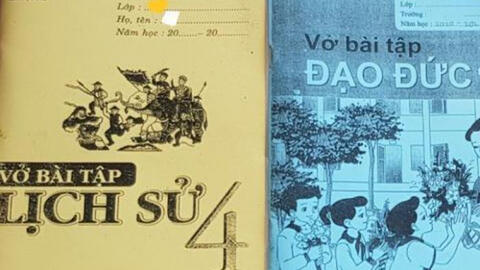 Lớp :
Họ, tên :
Năm học : 20.......– 20.......
VỞ BÀI TẬP
LỊCH SỬ 4
Lớp :
Trường :
Năm học :
Vở bài tập
ĐẠO ĐỨC